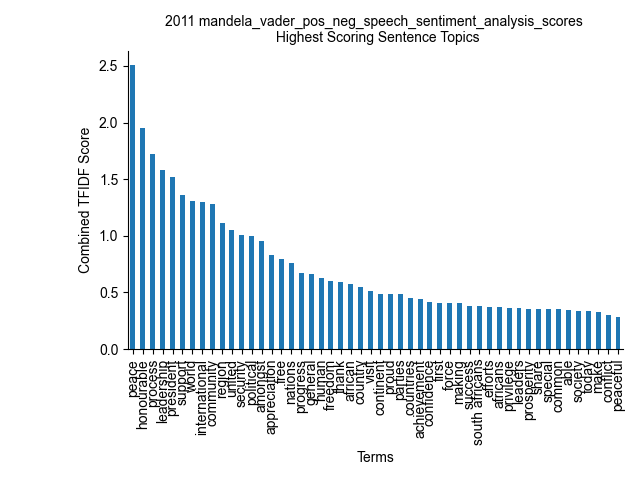 2011 mandela_vader_pos_neg_speech_sentiment_analysis_scores
Highest Scoring Sentence Topics
Combined TFIDF Score
2.5
2.0
1.5
1.0
0.5
0.0
peace
honourable
process
leadership
president
support
world
international
community
region
united
security
political
amongst
appreciation
free
nations
progress
general
human
freedom
thank
african
country
visit
continent
proud
parties
countries
achievement
confidence
first
force
making
success
south africans
efforts
africans
privilege
leaders
prosperity
share
special
common
able
society
today
make
conflict
peaceful
Terms